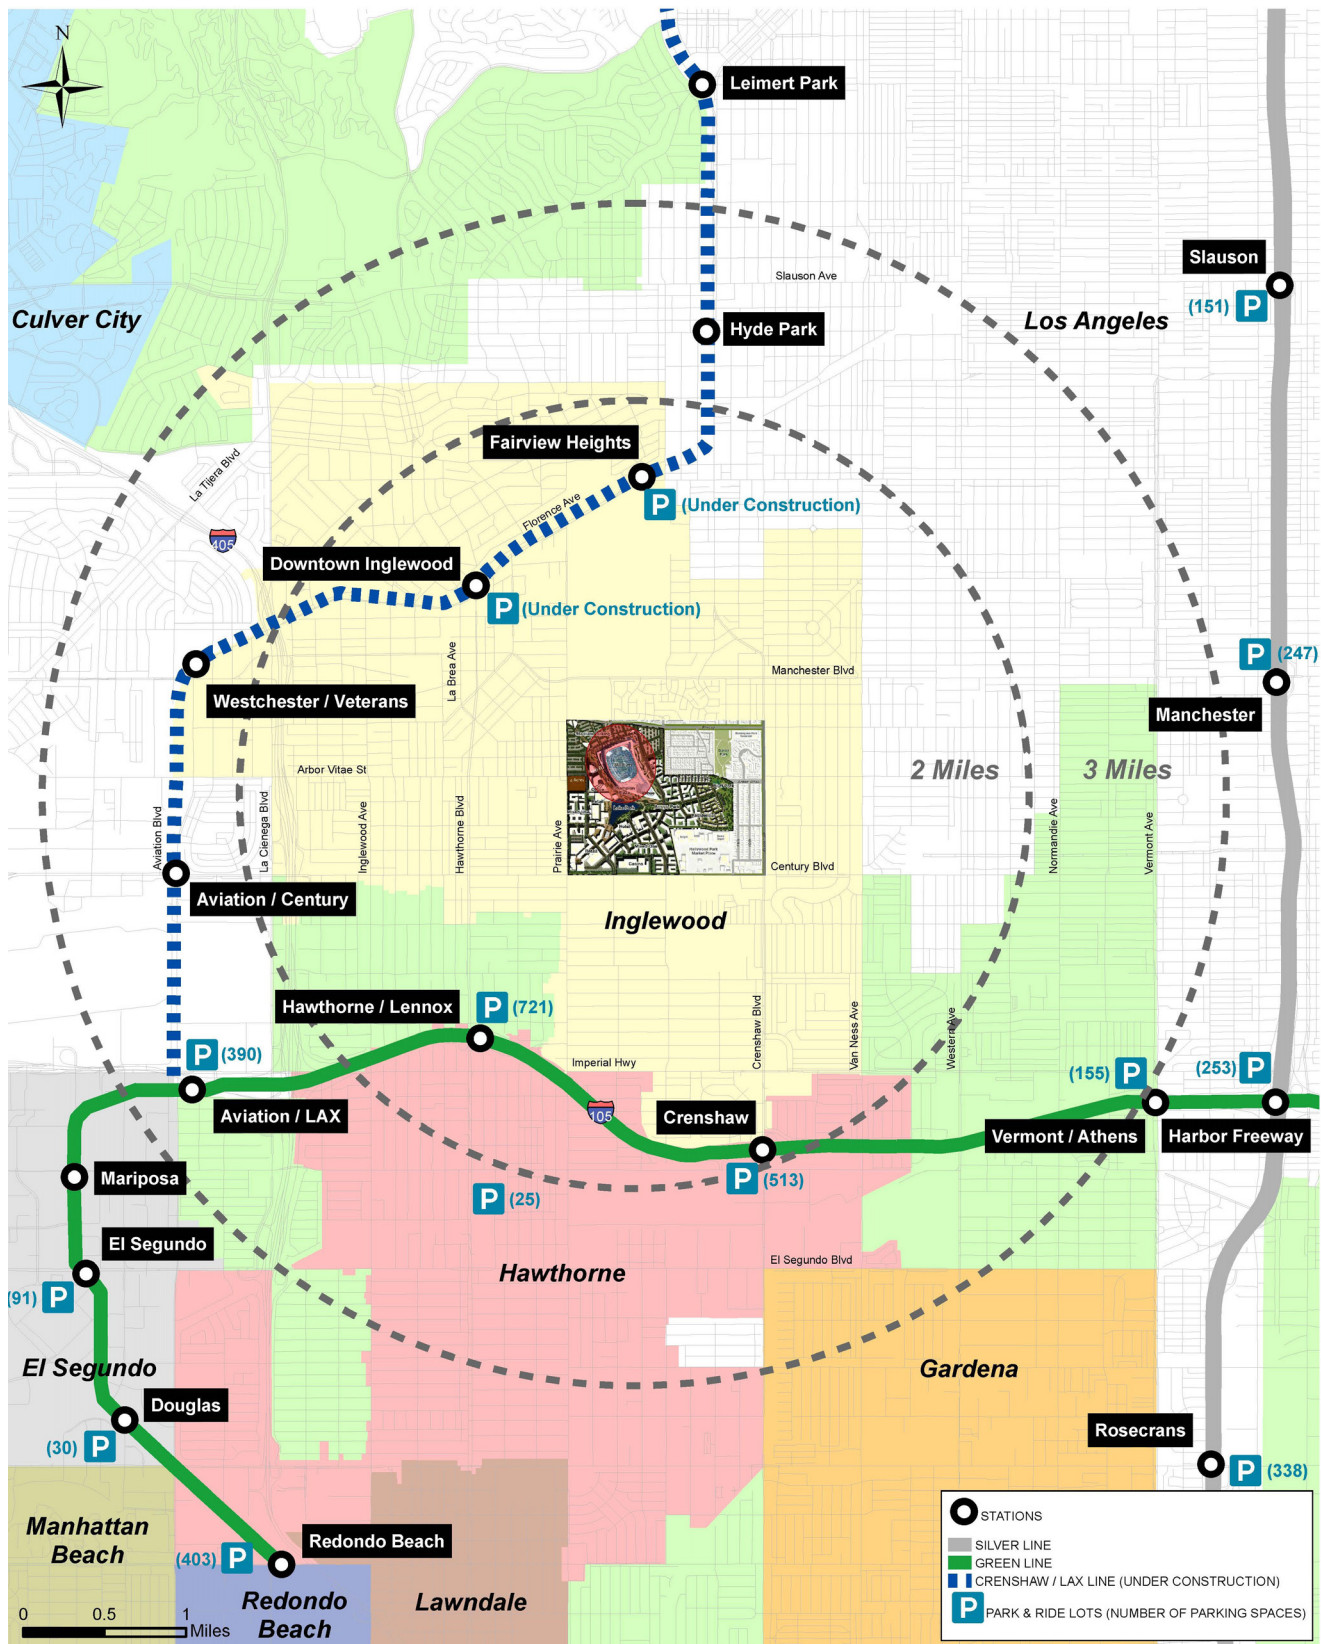 N
Leimert Park
Slauson Ave
Slauson
(151) P
Culver City
Los Angeles
Hyde Park
Fairview Heights
La Tijera Blvd
P (Under Construction)
Florence Ave
405
Downtown Inglewood
P (Under Construction)
La Brea Ave
Manchester Blvd
P (247)
Westchester / Veterans
Manchester
Arbor Vitae St
2 Miles
3 Miles
Aviation Blvd
La Cienega Blvd
Inglewood Ave
Hawthorne Blvd
Prairie Ave
Century Blvd
Normandie Ave
Vermont Ave
Aviation / Century
Inglewood
Hawthorne / Lennox
P (721)
Crenshaw Blvd
Van Ness Ave
Western Ave
P (390)
Imperial Hwy
(155) P
(253) P
Aviation / LAX
105
Crenshaw
Vermont / Athens
Harbor Freeway
Mariposa
P (25)
P (513)
El Segundo
El Segundo Blvd
Hawthorne
(91) P
El Segundo
Gardena
Douglas
(30) P
Rosecrans
P (338)
Manhattan
Beach
Redondo Beach
(403) P
Redondo
Beach
Lawndale
0 0.5 1
Miles
STATIONS
SILVER LINE
GREEN LINE
CRENSHAW / LAX LINE (UNDER CONSTRUCTION)
P PARK & RIDE LOTS (NUMBER OF PARKING SPACES)